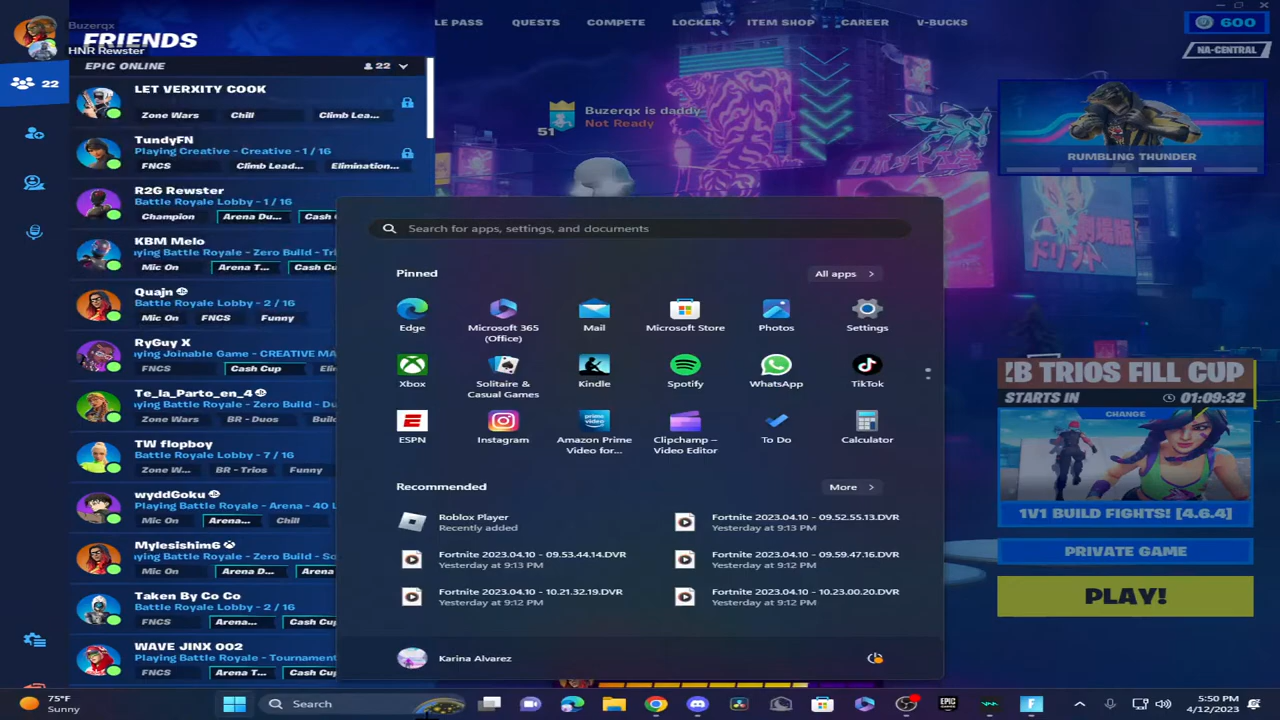 Buzerqx
HNR Rewster
FRIENDS
LE PASS QUESTS COMPETE LOCKER ITEM SHOP CAREER V-BUCKS
600
NA-CENTRAL
22
EPIC ONLINE 22
LET VERXITY COOK
Zone Wars Chill Climb Lea...
TundyFN
Playing Creative - Creative - 1 / 16
FNCS Climb Lead... Elimination...
R2G Rewster
Battle Royale Lobby - 1 / 16
Champion Arena Du... Cash C
KBM Melo
ying Battle Royale - Zero Build - Tri
Mic On Arena T... Cash Cu
Quajn
Battle Royale Lobby - 2 / 16
Mic On FNCS Funny
RyGuy X
ying Joinable Game - CREATIVE MA
FNCS Cash Cup Eli
Te_la_Parto_en_4
ying Battle Royale - Zero Build - Du
Zone Wars BR - Duos Build
TW flopboy
Battle Royale Lobby - 7 / 16
Zone W... BR - Trios Funny
wyddGoku
Playing Battle Royale - Arena - 40 L
Mic On Arena... Chill
Mylesishim6
ying Battle Royale - Zero Build - So
Mic On Arena D... Arena
Taken By Co Co
Battle Royale Lobby - 2 / 16
FNCS Arena... Cash Cup
WAVE JINX 002
Playing Battle Royale - Tournament
FNCS Arena T... Cash Cu
51
Buzerqx is daddy
Not Ready
RUMBLING THUNDER
Search for apps, settings, and documents
Pinned
All apps >
Edge
Microsoft 365 (Office)
Mail
Microsoft Store
Photos
Settings
Xbox
Solitaire & Casual Games
Kindle
Spotify
WhatsApp
TikTok
ESPN
Instagram
Amazon Prime Video for...
Clipchamp – Video Editor
To Do
Calculator
Recommended
More >
Roblox Player
Recently added
Fortnite 2023.04.10 - 09.52.55.13.DVR
Yesterday at 9:13 PM
Fortnite 2023.04.10 - 09.53.44.14.DVR
Yesterday at 9:13 PM
Fortnite 2023.04.10 - 09.59.47.16.DVR
Yesterday at 9:12 PM
Fortnite 2023.04.10 - 10.21.32.19.DVR
Yesterday at 9:12 PM
Fortnite 2023.04.10 - 10.23.00.20.DVR
Yesterday at 9:12 PM
Karina Alvarez
ZB TRIOS FILL CUP
STARTS IN 01:09:32
CHANGE
1V1 BUILD FIGHTS! [4.6.4]
PRIVATE GAME
PLAY!
75°F
Sunny
Search
5:50 PM
4/12/2023